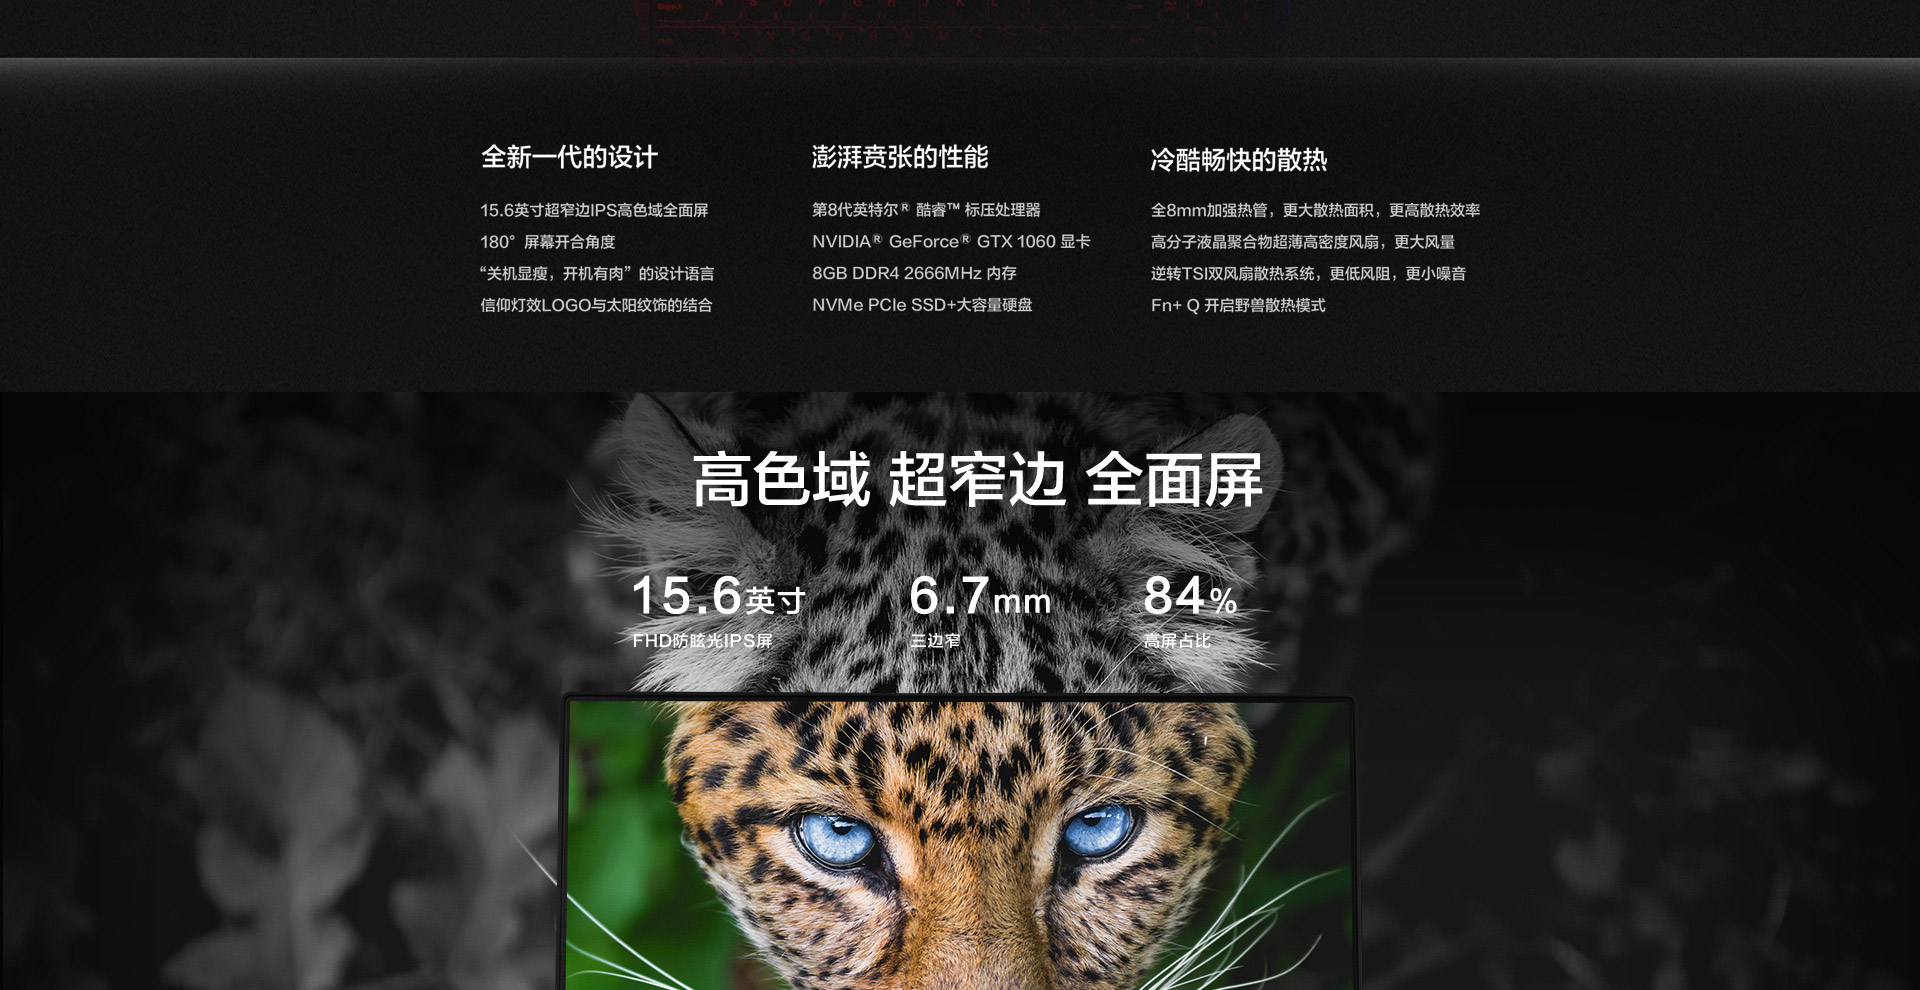 全新一代的设计
15.6英寸超窄边IPS高色域全面屏
180°屏幕开合角度
“关机显瘦，开机有肉”的设计语言
信仰灯效LOGO与太阳纹饰的结合
澎湃贲张的性能
第8代英特尔® 酷睿™ 标压处理器
NVIDIA® GeForce® GTX 1060 显卡
8GB DDR4 2666MHz 内存
NVMe PCIe SSD+大容量硬盘
冷酷畅快的散热
全8mm加强热管，更大散热面积，更高散热效率
高分子液晶聚合物超薄高密度风扇，更大风量
逆转TSI双风扇散热系统，更低风阻，更小噪音
Fn+ Q 开启野兽散热模式
高色域 超窄边 全面屏
15.6英寸
FHD防眩光IPS屏
6.7mm
三边窄
84%
高屏占比